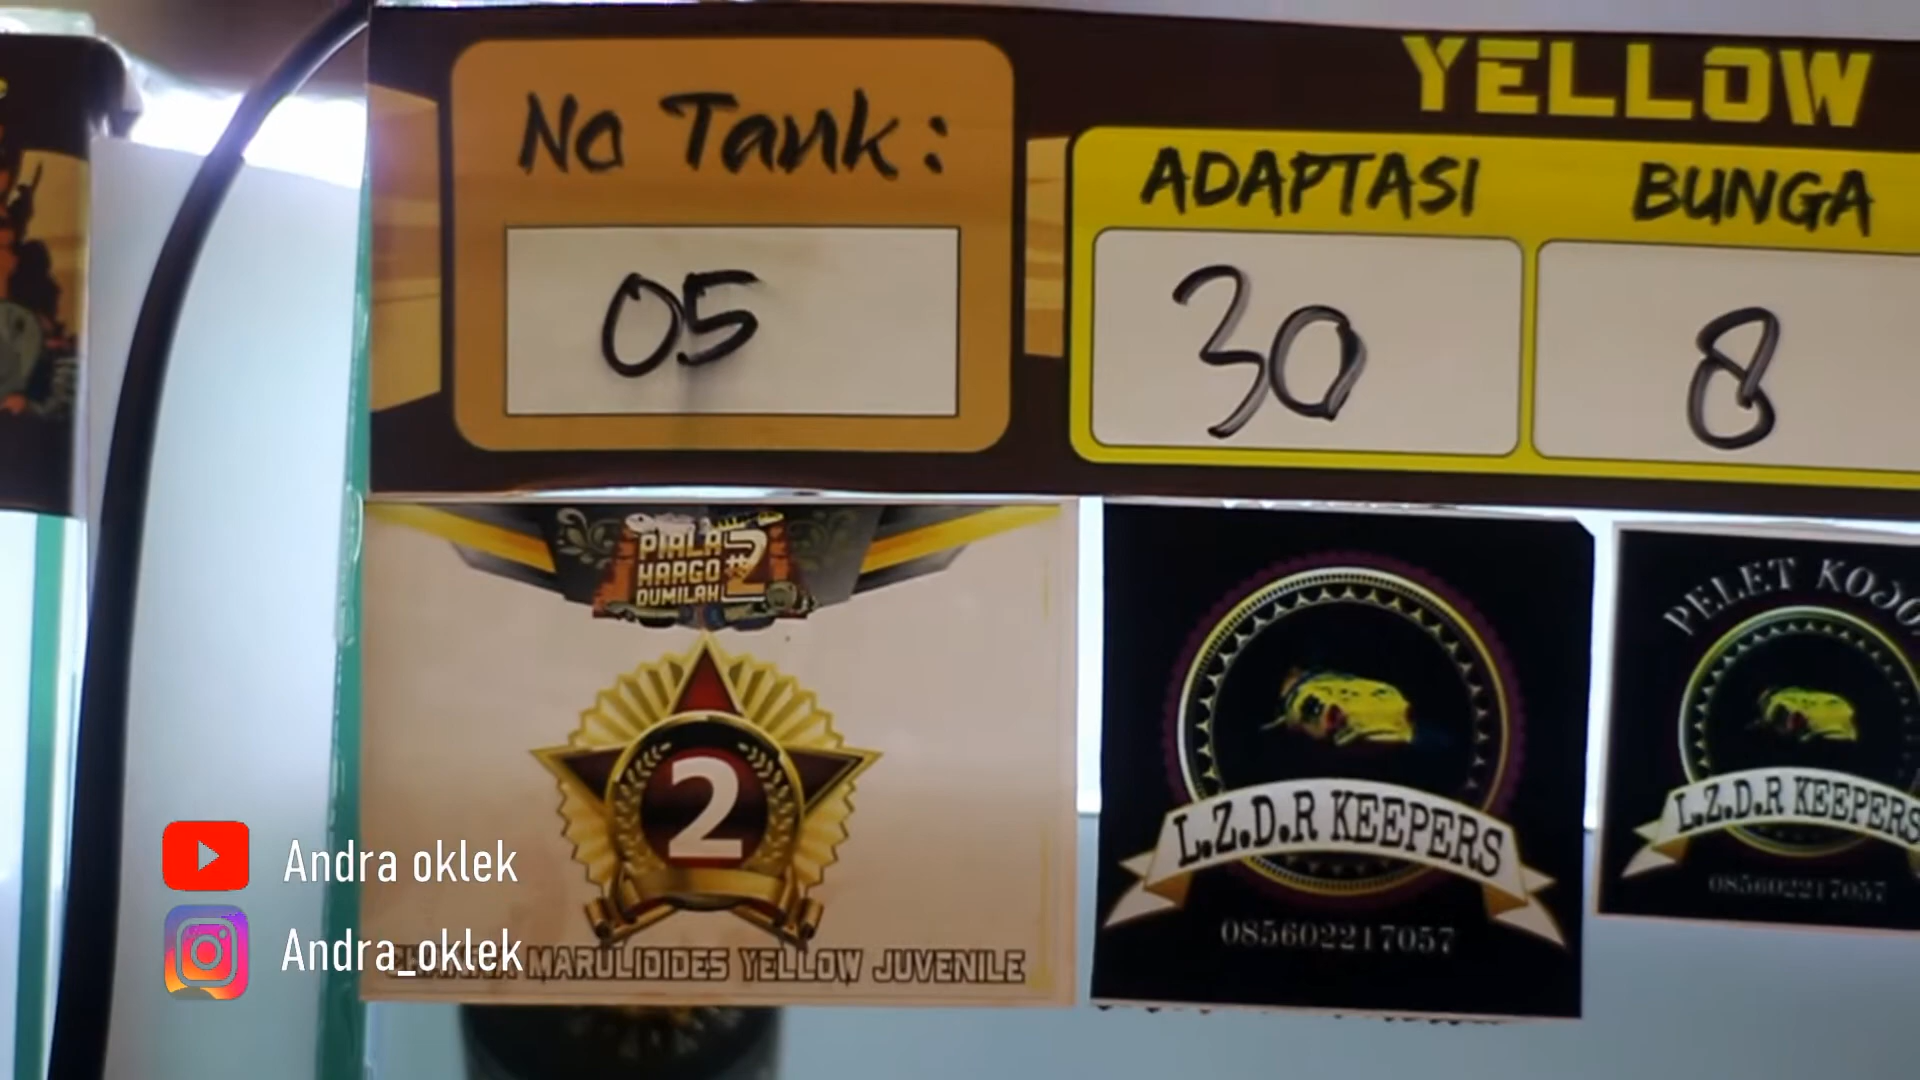 YELLOW
No Tank:
ADAPTASI
BUNGA
05
30
8
PIALA
HARGO
DUMILAH
#2
2
MARULIOIDES YELLOW JUVENILE
L.Z.D.R KEEPERS
085602217057
PELET
L.Z.D.R KEEPERS
085602217057
Andra oklek
Andra_oklek